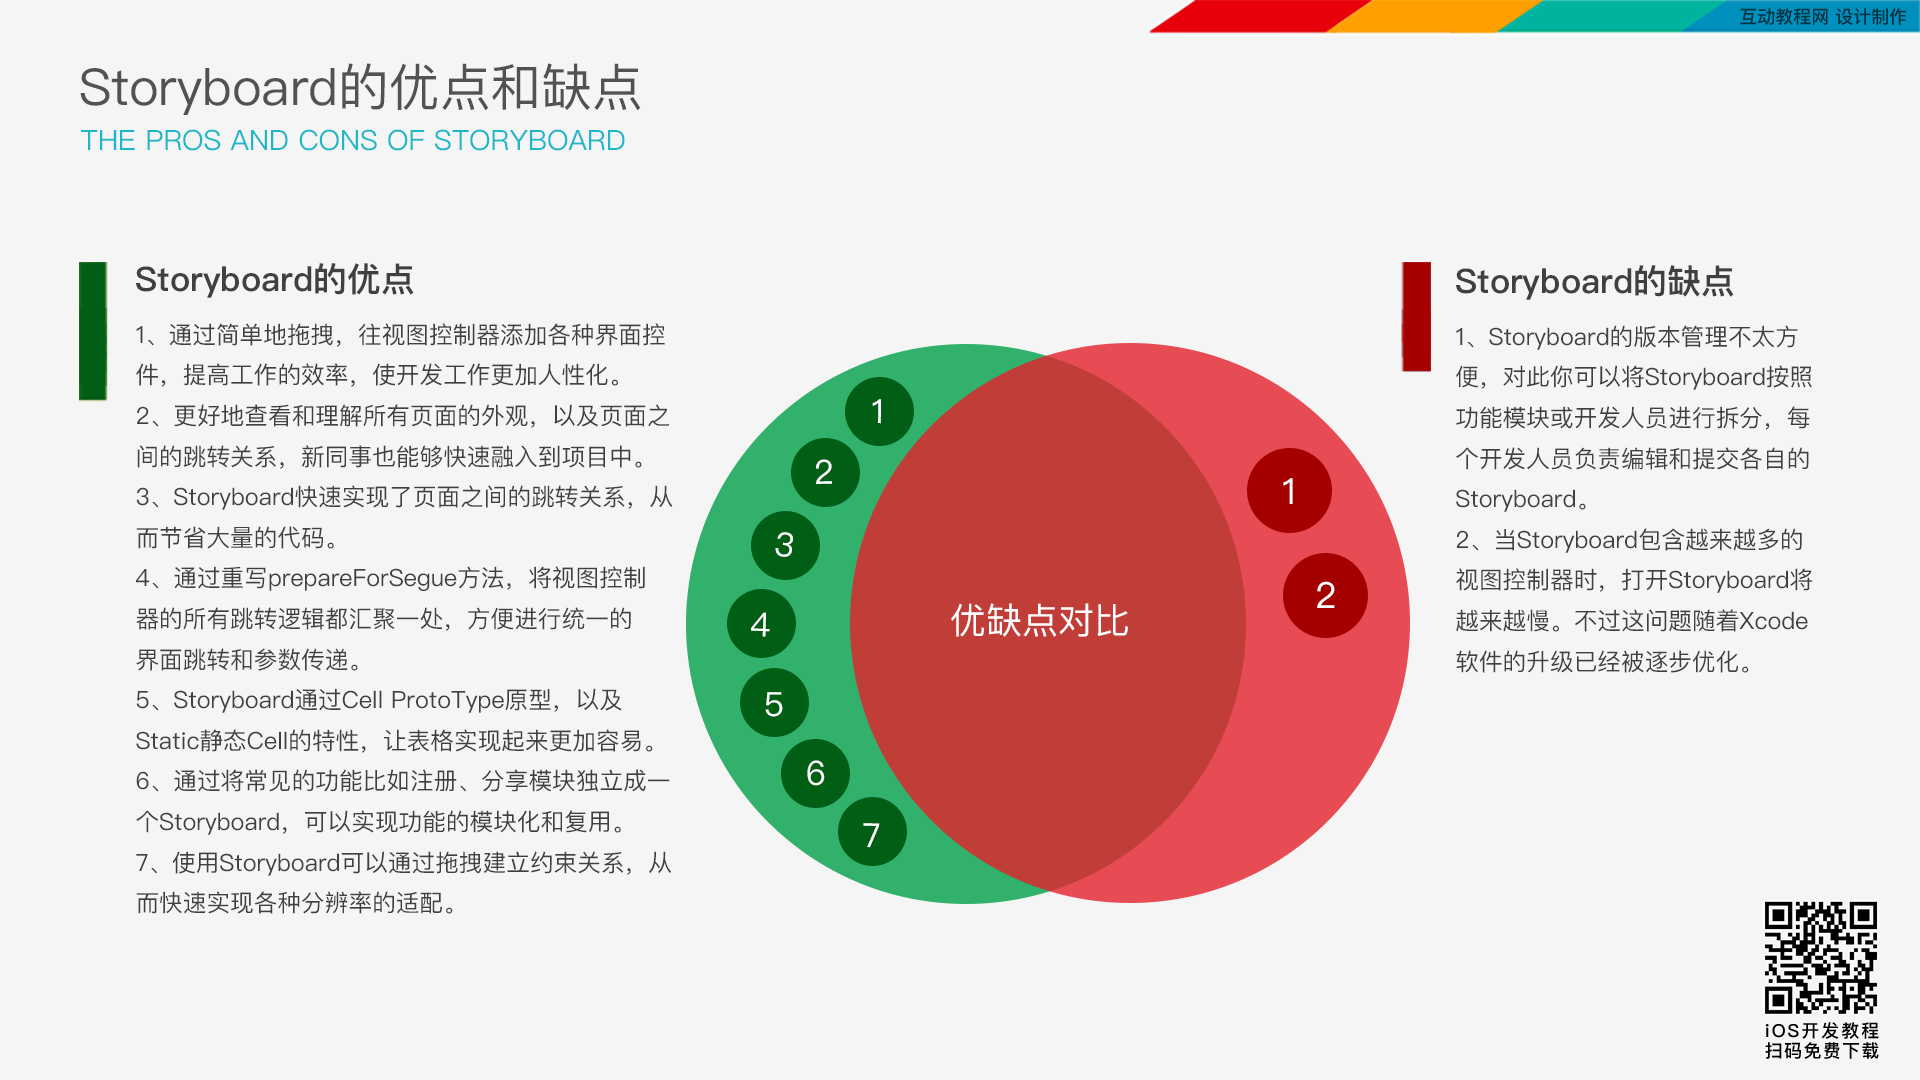 互动教程网 设计制作
Storyboard的优点和缺点
THE PROS AND CONS OF STORYBOARD
Storyboard的优点
1、通过简单地拖拽，往视图控制器添加各种界面控
件，提高工作的效率，使开发工作更加人性化。
2、更好地查看和理解所有页面的外观，以及页面之
间的跳转关系，新同事也能够快速融入到项目中。
3、Storyboard快速实现了页面之间的跳转关系，从
而节省大量的代码。
4、通过重写prepareForSegue方法，将视图控制
器的所有跳转逻辑都汇聚一处，方便进行统一的
界面跳转和参数传递。
5、Storyboard通过Cell ProtoType原型，以及
Static静态Cell的特性，让表格实现起来更加容易。
6、通过将常见的功能比如注册、分享模块独立成一
个Storyboard，可以实现功能的模块化和复用。
7、使用Storyboard可以通过拖拽建立约束关系，从
而快速实现各种分辨率的适配。
1
2
3
4
5
6
7
优缺点对比
1
2
Storyboard的缺点
1、Storyboard的版本管理不太方
便，对此你可以将Storyboard按照
功能模块或开发人员进行拆分，每
个开发人员负责编辑和提交各自的
Storyboard。
2、当Storyboard包含越来越多的
视图控制器时，打开Storyboard将
越来越慢。不过这问题随着Xcode
软件的升级已经被逐步优化。
iOS开发教程
扫码免费下载